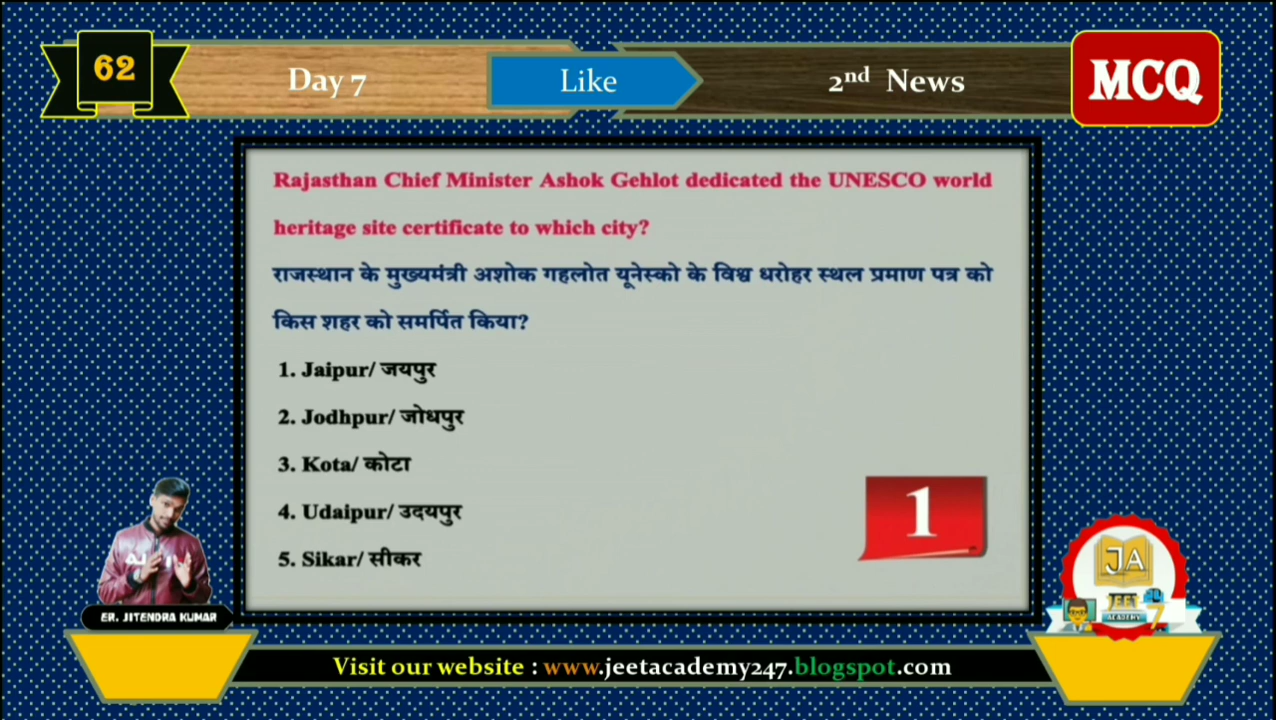 62
Day 7
Like
2nd News
MCQ
Rajasthan Chief Minister Ashok Gehlot dedicated the UNESCO world
heritage site certificate to which city?
राजस्थान के मुख्यमंत्री अशोक गहलोत यूनेस्को के विश्व धरोहर स्थल प्रमाण पत्र को
किस शहर को समर्पित किया?
1. Jaipur/ जयपुर
2. Jodhpur/ जोधपुर
3. Kota/ कोटा
4. Udaipur/ उदयपुर
5. Sikar/ सीकर
1
ER. JITENDRA KUMAR
JA
JEET
ACADEMY
7
Visit our website : www.jeetacademy247.blogspot.com